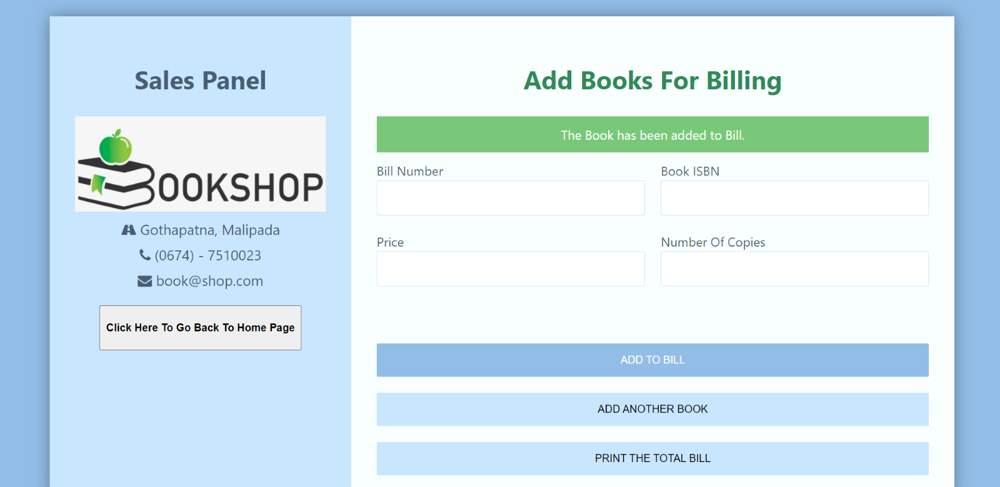 Sales Panel
BOOKSHOP
Gothapatna, Malipada
(0674) - 7510023
book@shop.com
Click Here To Go Back To Home Page
Add Books For Billing
The Book has been added to Bill.
Bill Number
Book ISBN
Price
Number Of Copies
ADD TO BILL
ADD ANOTHER BOOK
PRINT THE TOTAL BILL